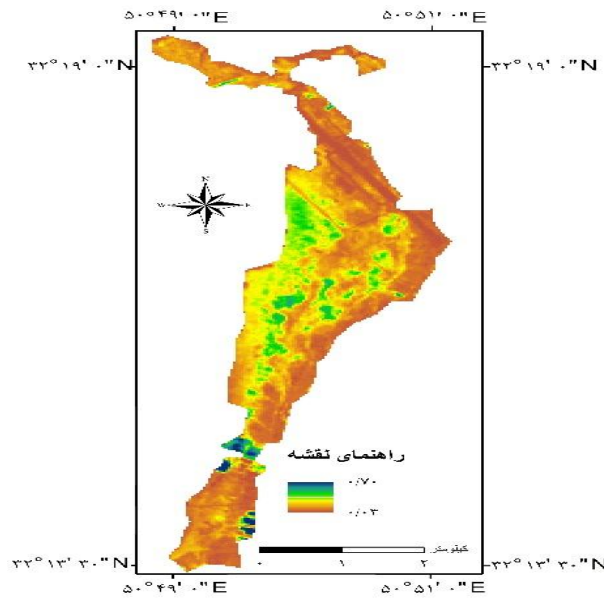 ۵۰°۴۹' ۰"E ۵۰°۵۱' ۰"E
۳۲°۱۹' ۰"N ۳۲°۱۹' ۰"N
N
W E
S
راهنمای نقشه
۰/۷۰
۰/۰۳
۰ ۱ ۲ کیلومتر
۳۲°۱۳' ۳۰"N ۳۲°۱۳' ۳۰"N
۵۰°۴۹' ۰"E ۵۰°۵۱' ۰"E